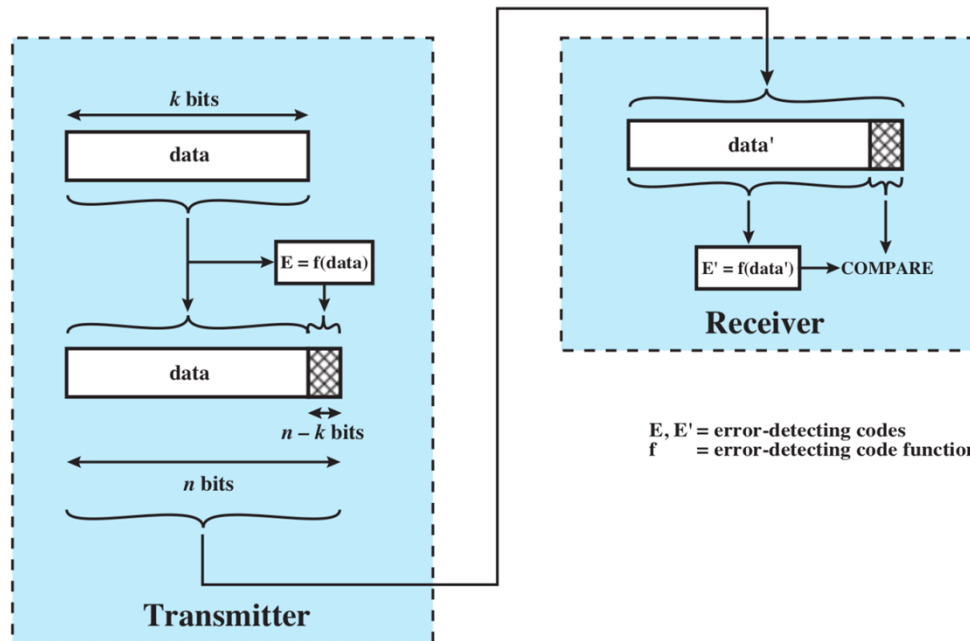 k bits
data
E = f(data)
data
n – k bits
n bits
Transmitter
data'
E' = f(data')
COMPARE
Receiver
E, E' = error-detecting codes
f = error-detecting code function